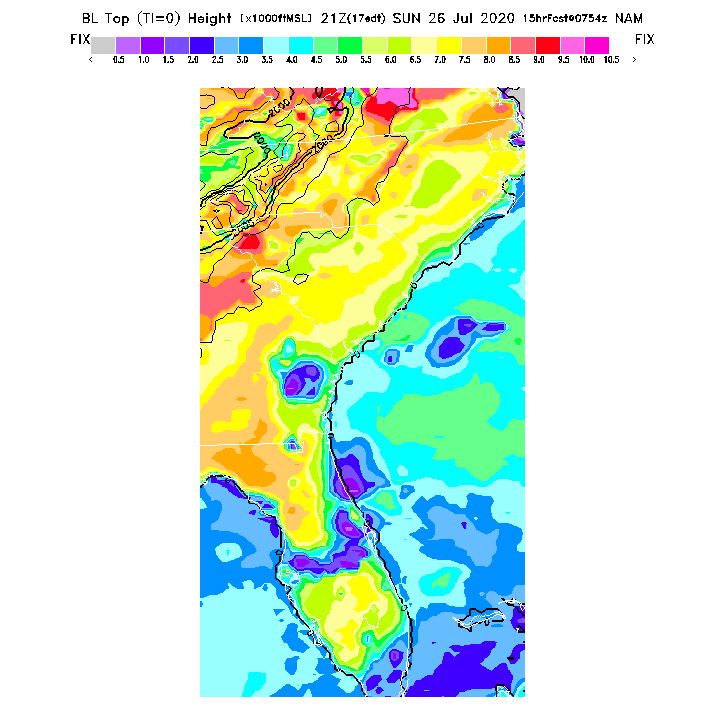 BL Top (TI=0) Height [x1000ftMSL] 21Z(17edt) SUN 26 Jul 2020 15hrFcst@0754z NAM
FIX FIX
< 0.5 1.0 1.5 2.0 2.5 3.0 3.5 4.0 4.5 5.0 5.5 6.0 6.5 7.0 7.5 8.0 8.5 9.0 9.5 10.0 10.5 >
2000
2000
2000